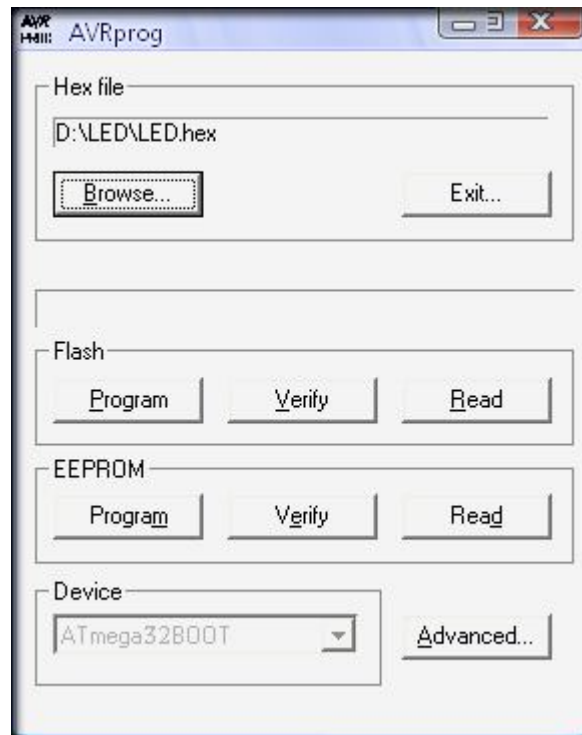 AVRprog
Hex file
D:\LED\LED.hex
Browse... Exit...
Flash
Program Verify Read
EEPROM
Program Verify Read
Device
ATmega32BOOT Advanced...